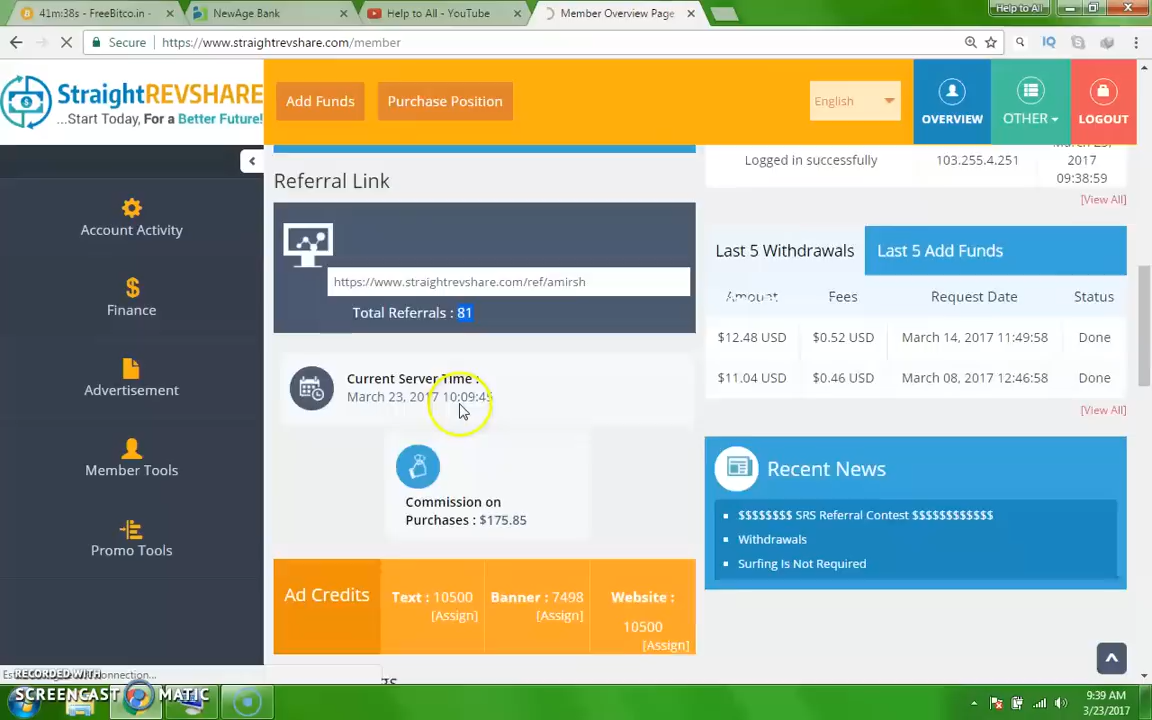 41m:38s - FreeBitco.in -
NewAge Bank
Help to All - YouTube
Member Overview Page
Help to All
Secure
https://www.straightrevshare.com/member
StraightREVSHARE
...Start Today, For a Better Future!
Add Funds
Purchase Position
English
OVERVIEW
OTHER
LOGOUT
Account Activity
Finance
Advertisement
Member Tools
Promo Tools
Referral Link
https://www.straightrevshare.com/ref/amirsh
Total Referrals : 81
Current Server Time :
March 23, 2017 10:09:45
Commission on
Purchases : $175.85
Ad Credits
Text : 10500
[Assign]
Banner : 7498
[Assign]
Website :
10500
[Assign]
Logged in successfully
103.255.4.251
2017
09:38:59
[View All]
Last 5 Withdrawals
Last 5 Add Funds
Amount
Fees
Request Date
Status
$12.48 USD
$0.52 USD
March 14, 2017 11:49:58
Done
$11.04 USD
$0.46 USD
March 08, 2017 12:46:58
Done
[View All]
Recent News
$$$$$$$$ SRS Referral Contest $$$$$$$$$$$$
Withdrawals
Surfing Is Not Required
RECORDED WITH
SCREENCAST MATIC
9:39 AM
3/23/2017